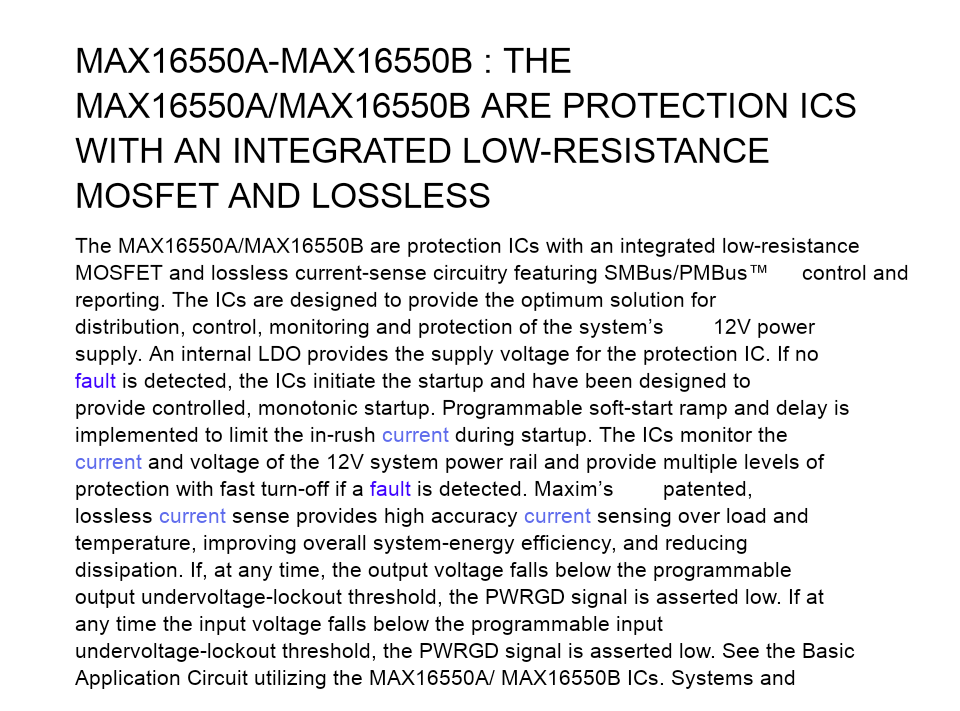 MAX16550A-MAX16550B : THE
MAX16550A/MAX16550B ARE PROTECTION ICS
WITH AN INTEGRATED LOW-RESISTANCE
MOSFET AND LOSSLESS
The MAX16550A/MAX16550B are protection ICs with an integrated low-resistance
MOSFET and lossless current-sense circuitry featuring SMBus/PMBus™ control and
reporting. The ICs are designed to provide the optimum solution for
distribution, control, monitoring and protection of the system’s 12V power
supply. An internal LDO provides the supply voltage for the protection IC. If no
fault is detected, the ICs initiate the startup and have been designed to
provide controlled, monotonic startup. Programmable soft-start ramp and delay is
implemented to limit the in-rush current during startup. The ICs monitor the
current and voltage of the 12V system power rail and provide multiple levels of
protection with fast turn-off if a fault is detected. Maxim’s patented,
lossless current sense provides high accuracy current sensing over load and
temperature, improving overall system-energy efficiency, and reducing
dissipation. If, at any time, the output voltage falls below the programmable
output undervoltage-lockout threshold, the PWRGD signal is asserted low. If at
any time the input voltage falls below the programmable input
undervoltage-lockout threshold, the PWRGD signal is asserted low. See the Basic
Application Circuit utilizing the MAX16550A/ MAX16550B ICs. Systems and